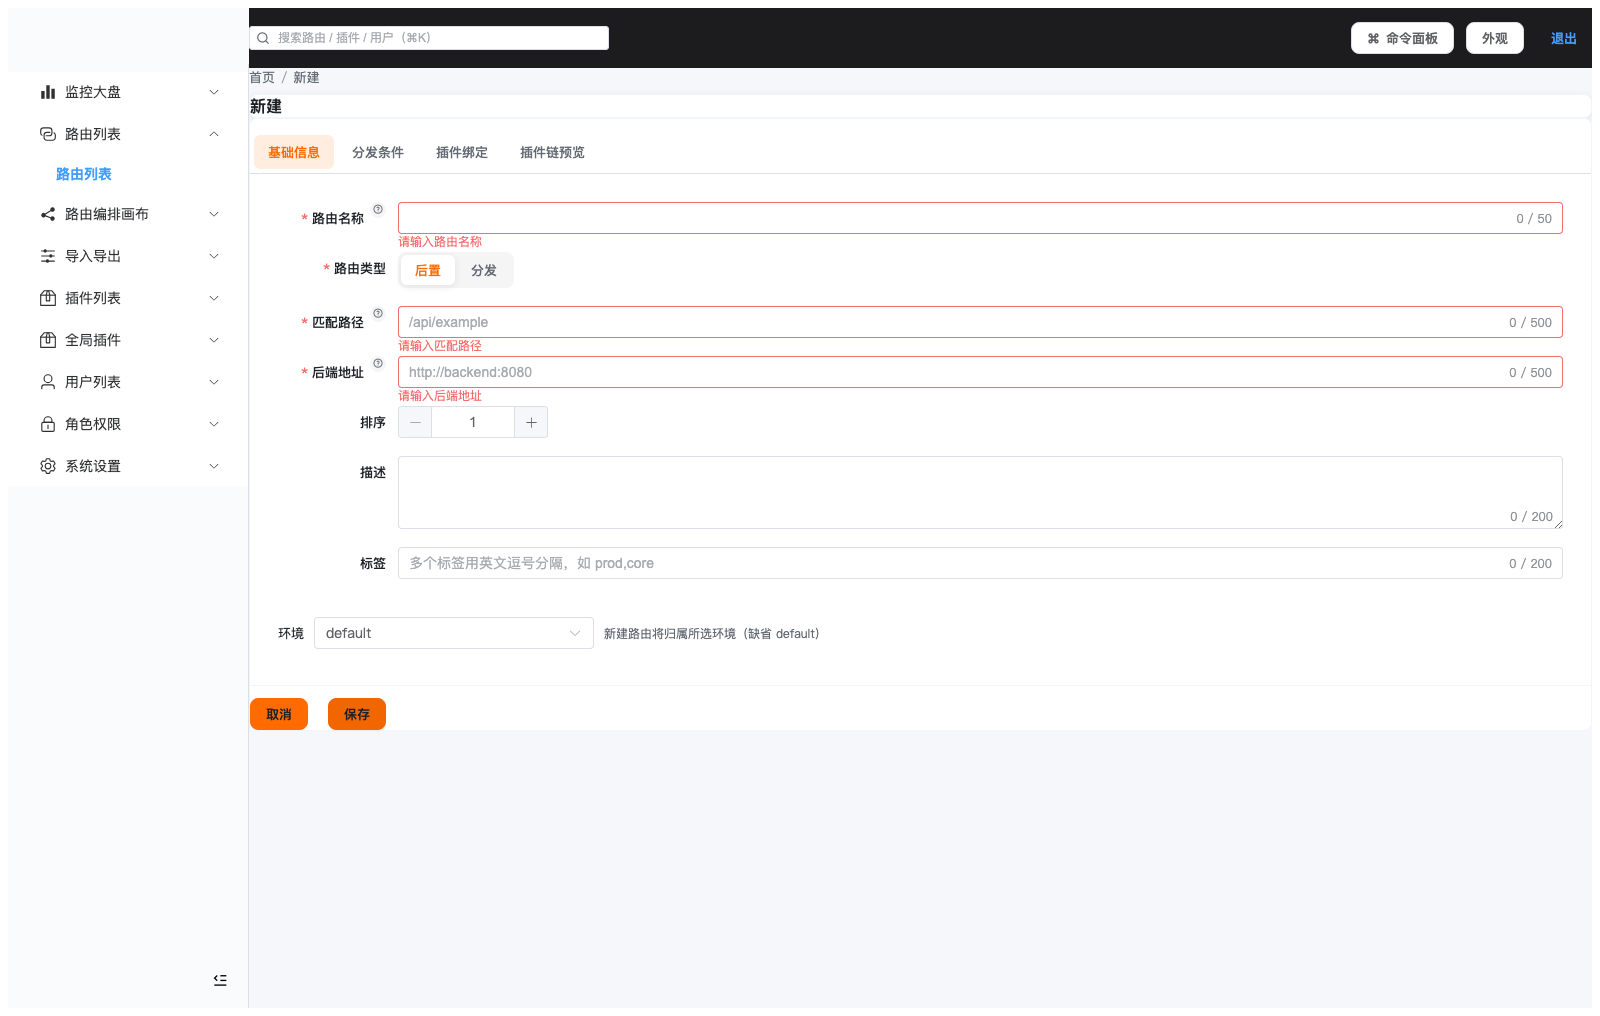 搜索路由 / 插件 / 用户（⌘K）
⌘ 命令面板
外观
退出
监控大盘
路由列表
路由列表
路由编排画布
导入导出
插件列表
全局插件
用户列表
角色权限
系统设置
首页 / 新建
新建
基础信息
分发条件
插件绑定
插件链预览
* 路由名称
0 / 50
请输入路由名称
* 路由类型
后置
分发
* 匹配路径
/api/example
0 / 500
请输入匹配路径
* 后端地址
http://backend:8080
0 / 500
请输入后端地址
排序
1
描述
0 / 200
标签
多个标签用英文逗号分隔，如 prod,core
0 / 200
环境
default
新建路由将归属所选环境（缺省 default）
取消
保存